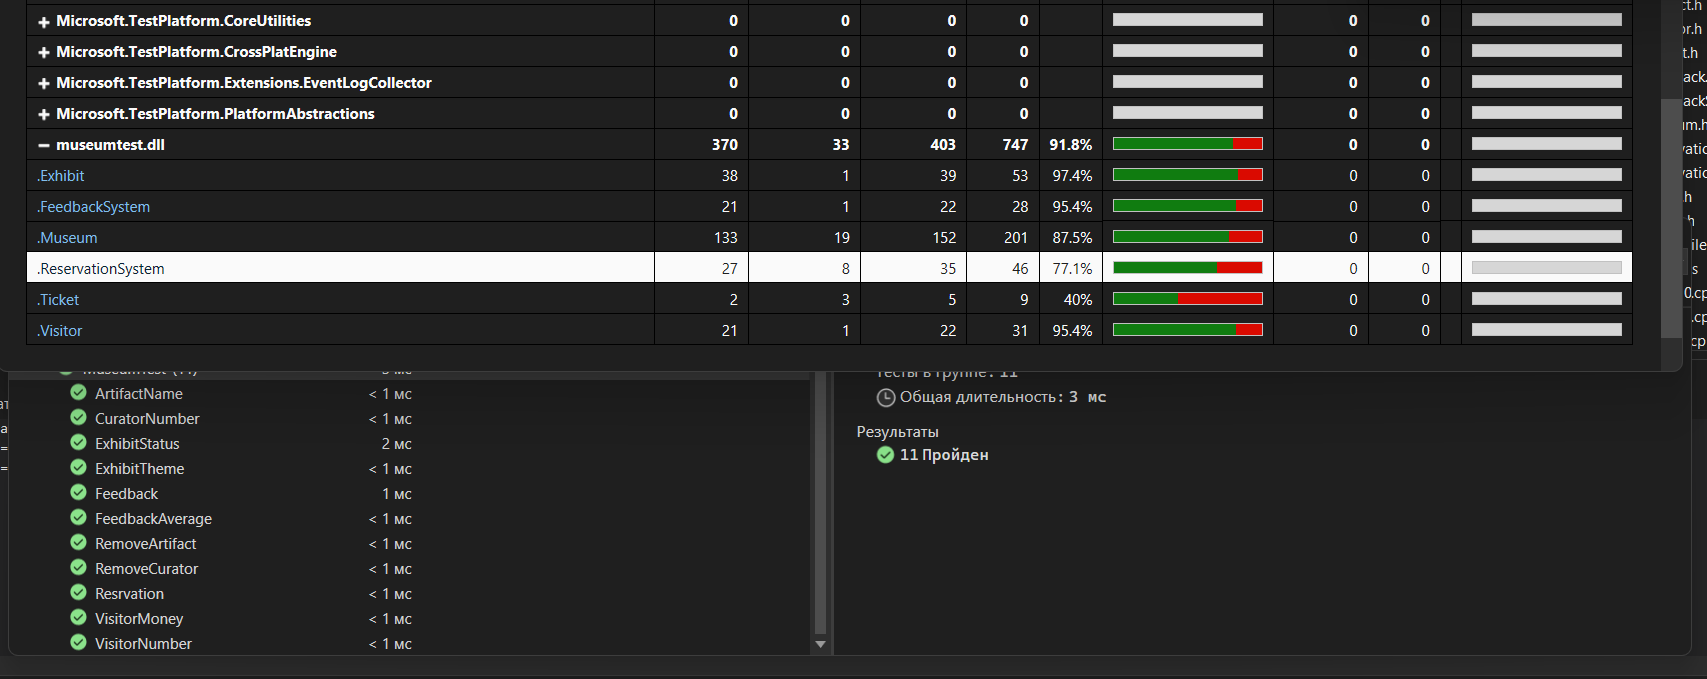 Microsoft.TestPlatform.CoreUtilities 0 0 0 0 0 0
Microsoft.TestPlatform.CrossPlatEngine 0 0 0 0 0 0
Microsoft.TestPlatform.Extensions.EventLogCollector 0 0 0 0 0 0
Microsoft.TestPlatform.PlatformAbstractions 0 0 0 0 0 0
museumtest.dll 370 33 403 747 91.8% 0 0
.Exhibit 38 1 39 53 97.4% 0 0
.FeedbackSystem 21 1 22 28 95.4% 0 0
.Museum 133 19 152 201 87.5% 0 0
.ReservationSystem 27 8 35 46 77.1% 0 0
.Ticket 2 3 5 9 40% 0 0
.Visitor 21 1 22 31 95.4% 0 0
ArtifactName < 1 мс
CuratorNumber < 1 мс
ExhibitStatus 2 мс
ExhibitTheme < 1 мс
Feedback 1 мс
FeedbackAverage < 1 мс
RemoveArtifact < 1 мс
RemoveCurator < 1 мс
Resrvation < 1 мс
VisitorMoney < 1 мс
VisitorNumber < 1 мс
Тесты в группе: 11
Общая длительность: 3 мс
Результаты
11 Пройден